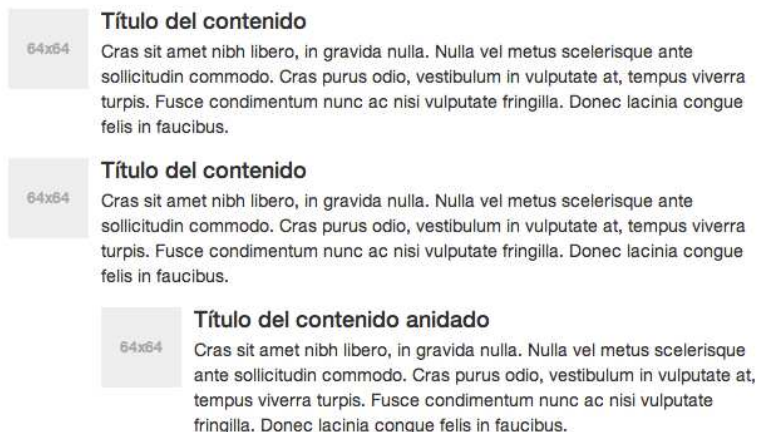 Título del contenido
64x64
Cras sit amet nibh libero, in gravida nulla. Nulla vel metus scelerisque ante
sollicitudin commodo. Cras purus odio, vestibulum in vulputate at, tempus viverra
turpis. Fusce condimentum nunc ac nisi vulputate fringilla. Donec lacinia congue
felis in faucibus.
Título del contenido
64x64
Cras sit amet nibh libero, in gravida nulla. Nulla vel metus scelerisque ante
sollicitudin commodo. Cras purus odio, vestibulum in vulputate at, tempus viverra
turpis. Fusce condimentum nunc ac nisi vulputate fringilla. Donec lacinia congue
felis in faucibus.
Título del contenido anidado
64x64
Cras sit amet nibh libero, in gravida nulla. Nulla vel metus scelerisque
ante sollicitudin commodo. Cras purus odio, vestibulum in vulputate at,
tempus viverra turpis. Fusce condimentum nunc ac nisi vulputate
fringilla. Donec lacinia congue felis in faucibus.